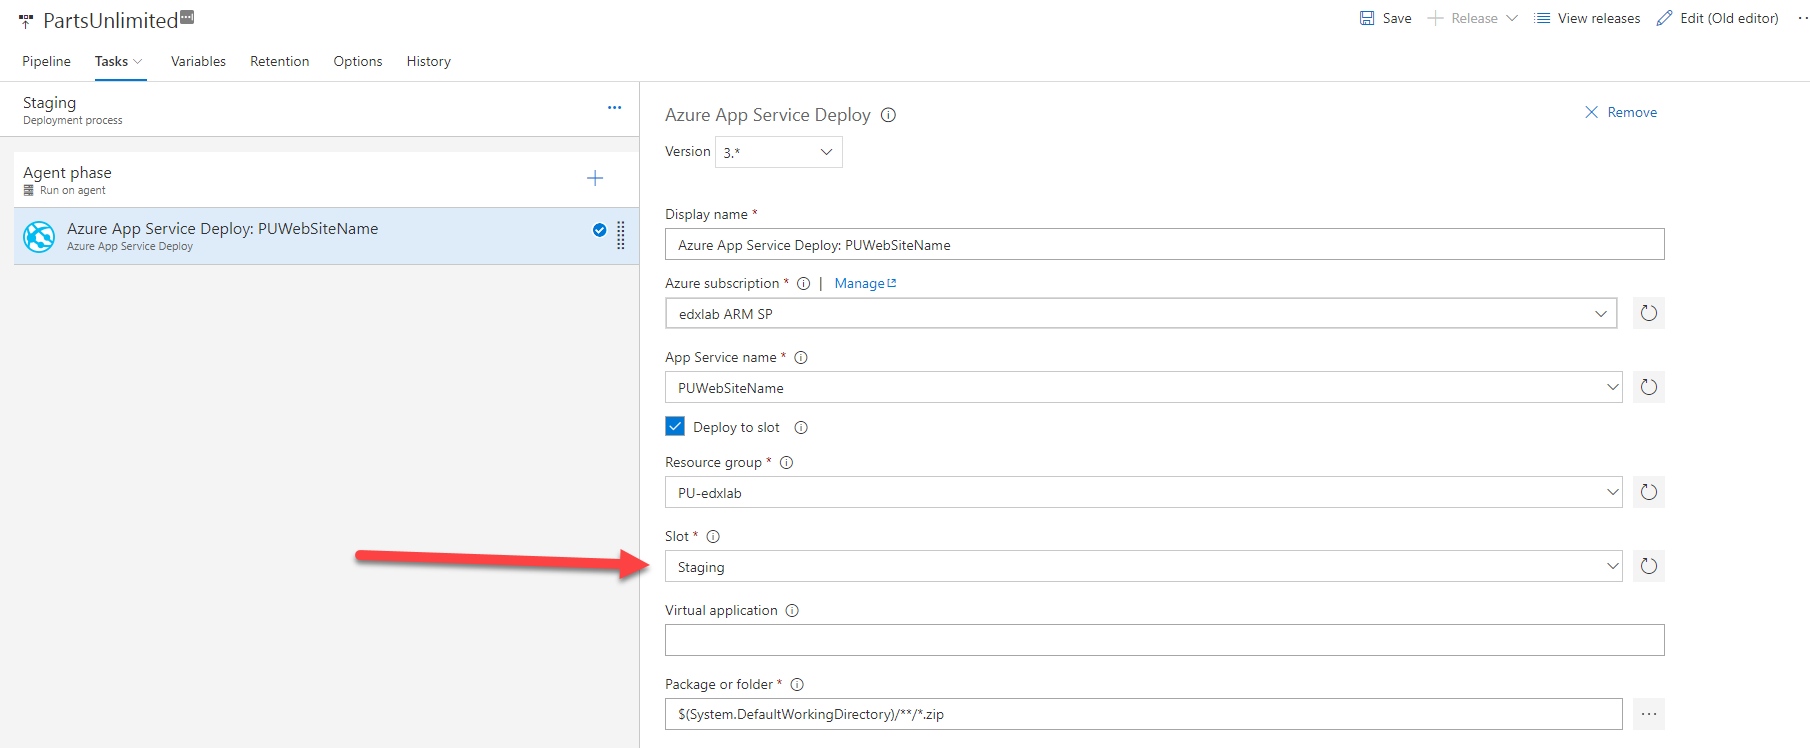 PartsUnlimited
Save
Release
View releases
Edit (Old editor)
Pipeline
Tasks
Variables
Retention
Options
History
Staging
Deployment process
Agent phase
Run on agent
Azure App Service Deploy: PUWebSiteName
Azure App Service Deploy
Azure App Service Deploy
Remove
Version 3.*
Display name *
Azure App Service Deploy: PUWebSiteName
Azure subscription * | Manage
edxlab ARM SP
App Service name *
PUWebSiteName
Deploy to slot
Resource group *
PU-edxlab
Slot *
Staging
Virtual application
Package or folder *
$(System.DefaultWorkingDirectory)/**/*.zip